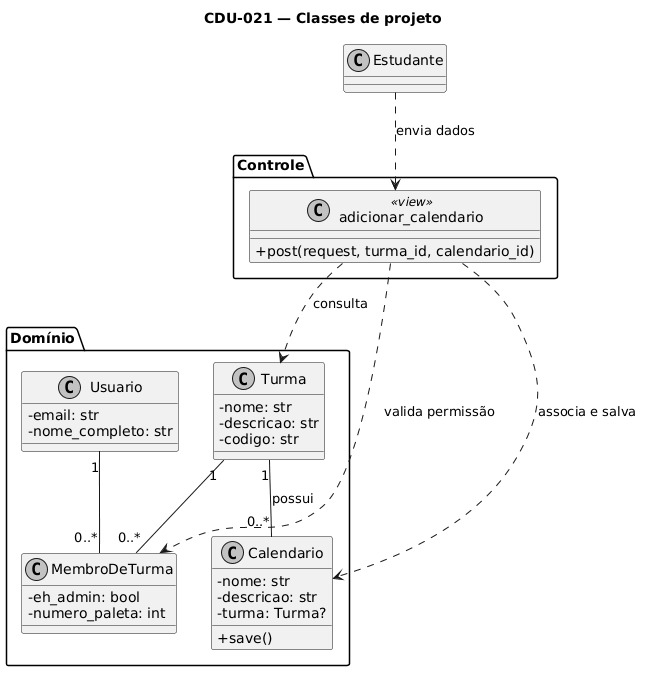 CDU-021 — Classes de projeto
C Estudante
envia dados
Controle
«view»
C adicionar_calendario
+post(request, turma_id, calendario_id)
consulta
valida permissão
associa e salva
Domínio
C Usuario
-email: str
-nome_completo: str
C Turma
-nome: str
-descricao: str
-codigo: str
1
1
1
possui
0..*
0..*
0..*
C MembroDeTurma
-eh_admin: bool
-numero_paleta: int
C Calendario
-nome: str
-descricao: str
-turma: Turma?
+save()